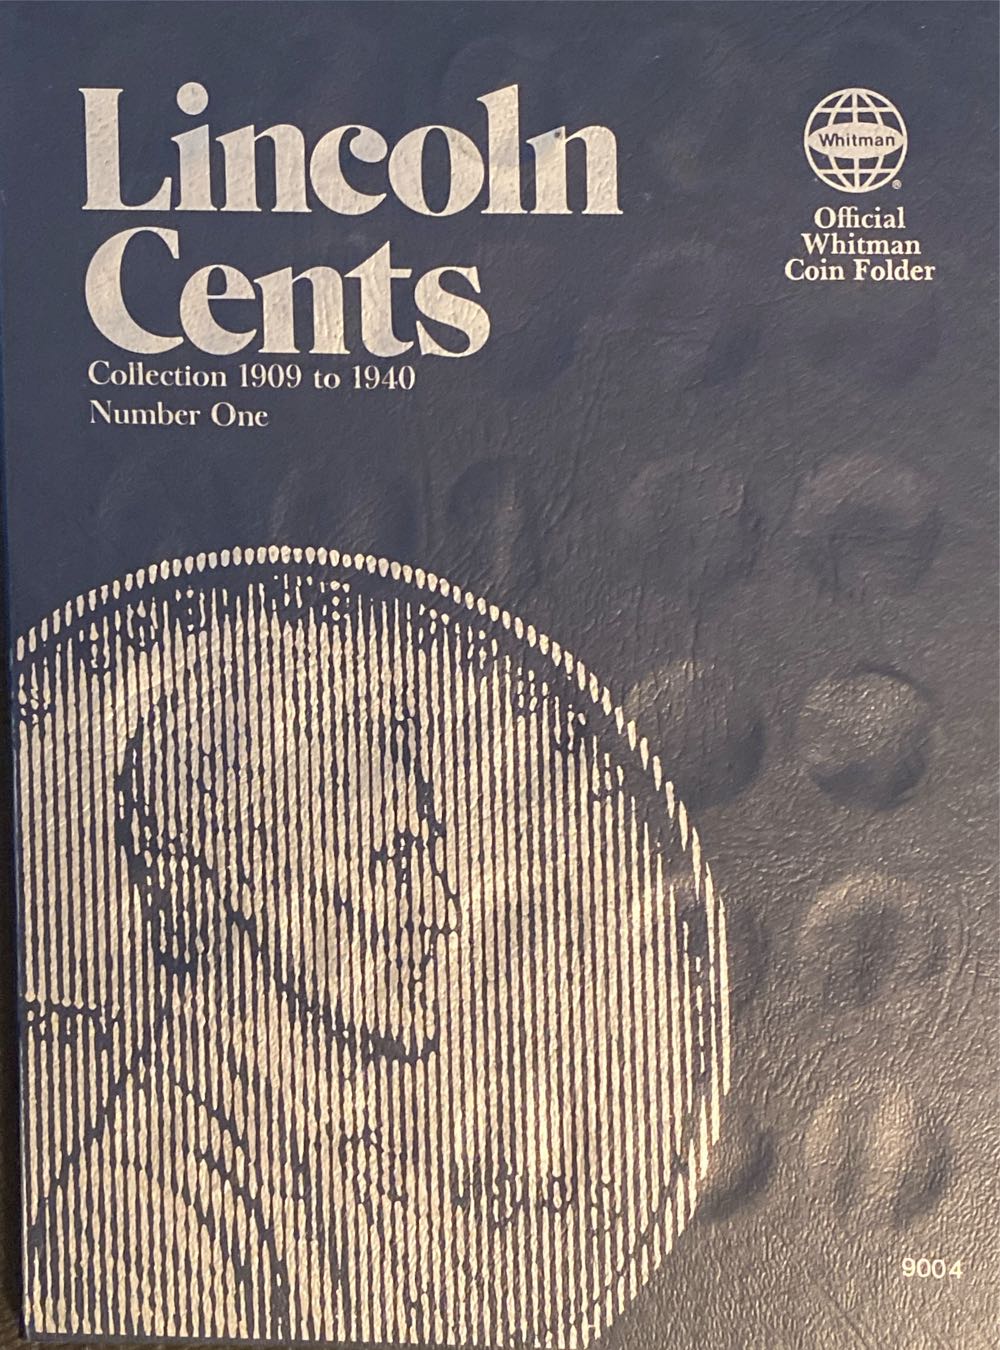 Lincoln
Cents
Collection 1909 to 1940
Number One
Whitman
®
Official
Whitman
Coin Folder
9004